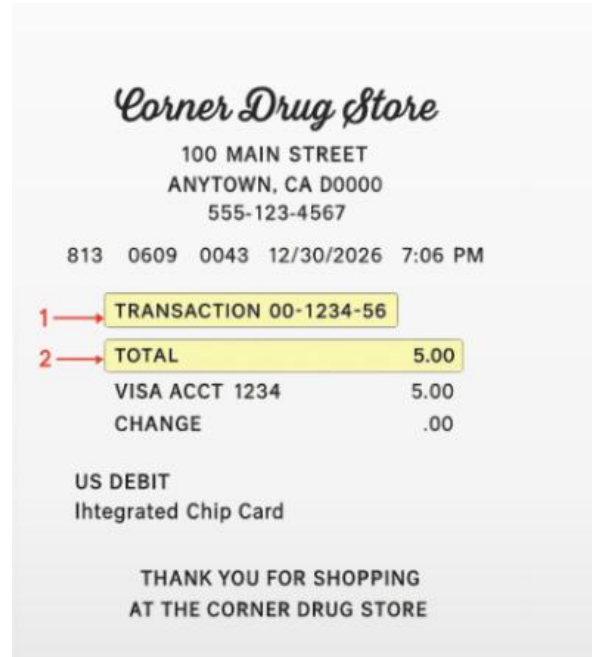 Corner Drug Store
100 MAIN STREET
ANYTOWN, CA D0000
555-123-4567
813 0609 0043 12/30/2026 7:06 PM
1 TRANSACTION 00-1234-56
2 TOTAL 5.00
VISA ACCT 1234 5.00
CHANGE .00
US DEBIT
Ihtegrated Chip Card
THANK YOU FOR SHOPPING
AT THE CORNER DRUG STORE